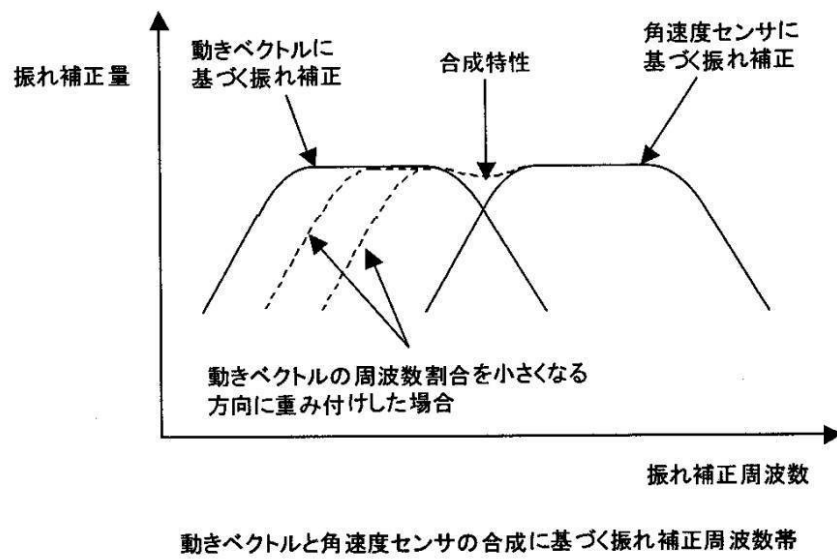 振れ補正量
動きベクトルに
基づく振れ補正
合成特性
角速度センサに
基づく振れ補正
動きベクトルの周波数割合を小さくなる
方向に重み付けした場合
振れ補正周波数
動きベクトルと角速度センサの合成に基づく振れ補正周波数帯